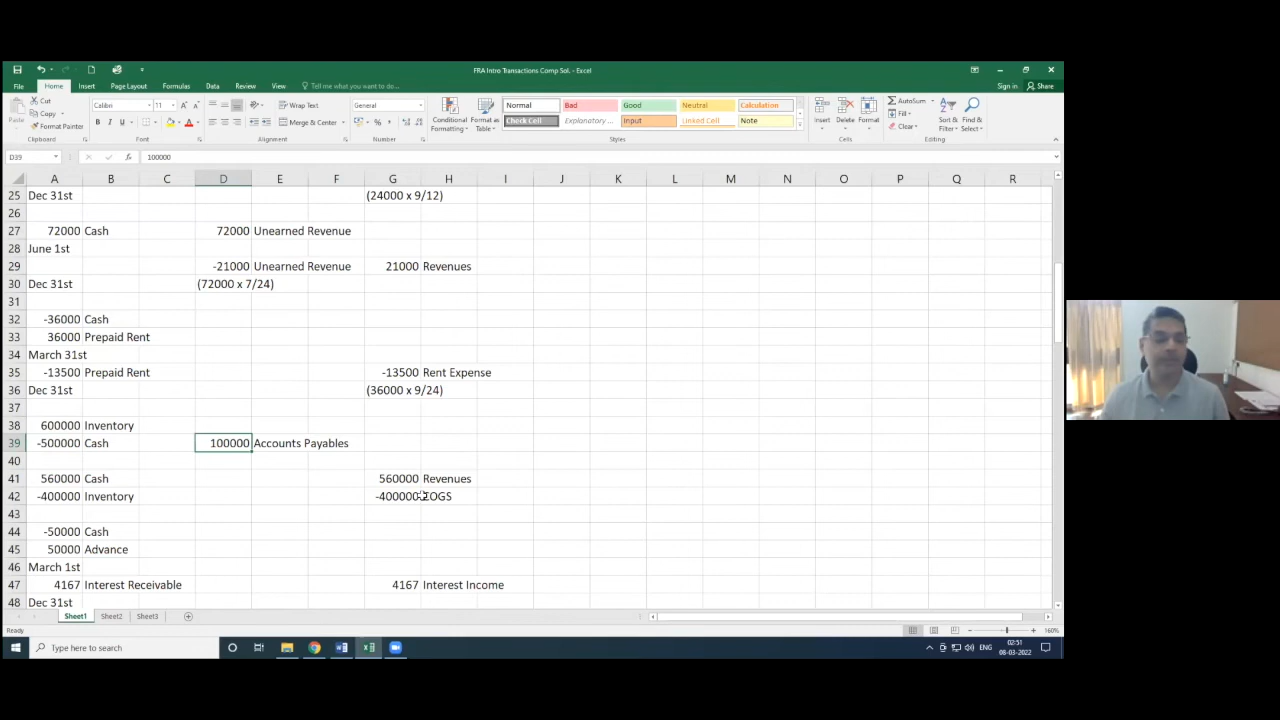 FRA Intro Transactions Comp Sol. - Excel
File Home Insert Page Layout Formulas Data Review View Tell me what you want to do... Sign in Share
Cut
Copy
Format Painter
Paste
Clipboard
Calibri 11
B I U
Font
Wrap Text
Merge & Center
Alignment
General
Number
Conditional Formatting
Format as Table
Normal Bad Good Neutral Calculation
Check Cell Explanatory ... Input Linked Cell Note
Styles
Insert Delete Format
Cells
AutoSum
Fill
Clear
Sort & Filter
Find & Select
Editing
D39 100000
A B C D E F G H I J K L M N O P Q R
25 Dec 31st (24000 x 9/12)
26
27 72000 Cash 72000 Unearned Revenue
28 June 1st
29 -21000 Unearned Revenue 21000 Revenues
30 Dec 31st (72000 x 7/24)
31
32 -36000 Cash
33 36000 Prepaid Rent
34 March 31st
35 -13500 Prepaid Rent -13500 Rent Expense
36 Dec 31st (36000 x 9/24)
37
38 600000 Inventory
39 -500000 Cash 100000 Accounts Payables
40
41 560000 Cash 560000 Revenues
42 -400000 Inventory -400000 COGS
43
44 -50000 Cash
45 50000 Advance
46 March 1st
47 4167 Interest Receivable 4167 Interest Income
48 Dec 31st
Sheet1 Sheet2 Sheet3
Ready 160%
Type here to search
ENG
02:51
08-03-2022